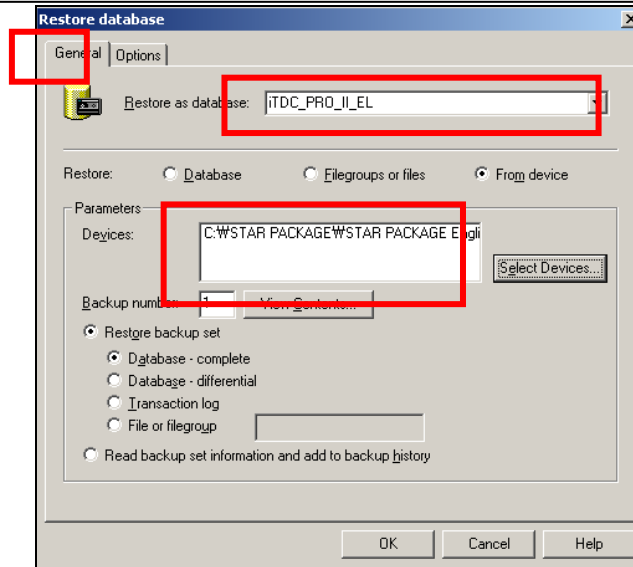 Restore database
General Options
Restore as database: iTDC_PRO_II_EL
Restore: Database Filegroups or files From device
Parameters
Devices: C:₩STAR PACKAGE₩STAR PACKAGE Engli
Select Devices...
Backup number: 1 View Contents...
Restore backup set
Database - complete
Database - differential
Transaction log
File or filegroup
Read backup set information and add to backup history
OK Cancel Help